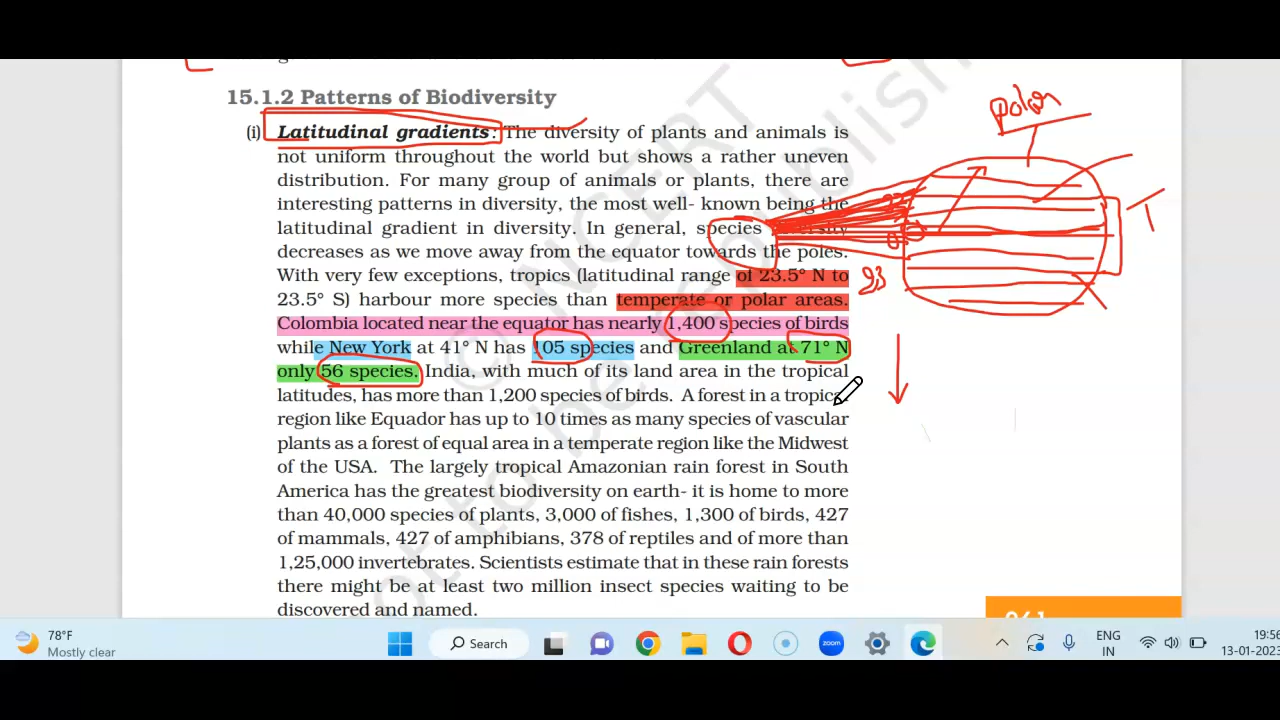 polar
15.1.2 Patterns of Biodiversity
(i) Latitudinal gradients: The diversity of plants and animals is
not uniform throughout the world but shows a rather uneven
distribution. For many group of animals or plants, there are
interesting patterns in diversity, the most well- known being the
latitudinal gradient in diversity. In general, species diversity
decreases as we move away from the equator towards the poles.
With very few exceptions, tropics (latitudinal range of 23.5° N to
23.5° S) harbour more species than temperate or polar areas.
Colombia located near the equator has nearly 1,400 species of birds
while New York at 41° N has 105 species and Greenland at 71° N
only 56 species. India, with much of its land area in the tropical
latitudes, has more than 1,200 species of birds. A forest in a tropical
region like Equador has up to 10 times as many species of vascular
plants as a forest of equal area in a temperate region like the Midwest
of the USA. The largely tropical Amazonian rain forest in South
America has the greatest biodiversity on earth- it is home to more
than 40,000 species of plants, 3,000 of fishes, 1,300 of birds, 427
of mammals, 427 of amphibians, 378 of reptiles and of more than
1,25,000 invertebrates. Scientists estimate that in these rain forests
there might be at least two million insect species waiting to be
discovered and named.
T
23
© NCERT
not to be republished
78°F
Mostly clear
Search
zoom
ENG
IN
19:56
13-01-2023